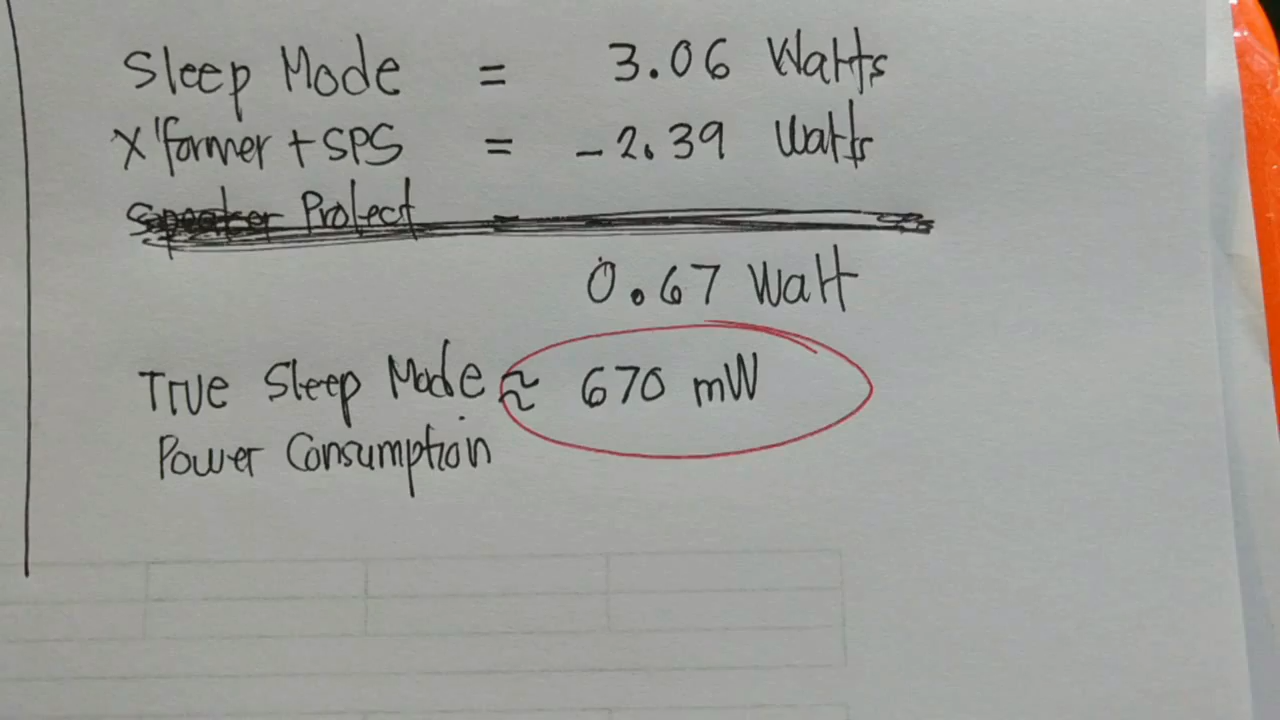 Sleep Mode = 3.06 Watts
X'former + SPS = -2.39 Watts
Speaker Protect =
0.67 Watt
True Sleep Mode ≈ 670 mW
Power Consumption